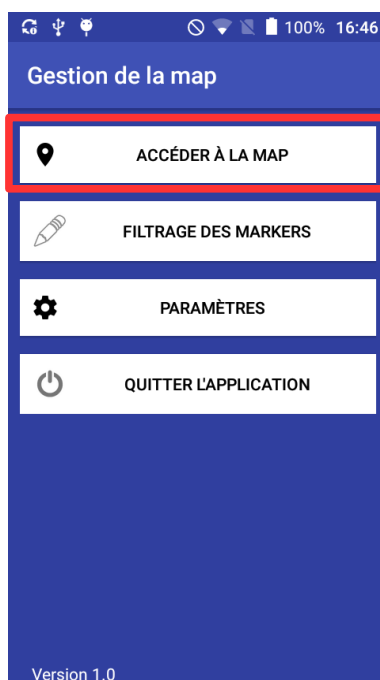 100% 16:46
Gestion de la map
ACCÉDER À LA MAP
FILTRAGE DES MARKERS
PARAMÈTRES
QUITTER L'APPLICATION
Version 1.0